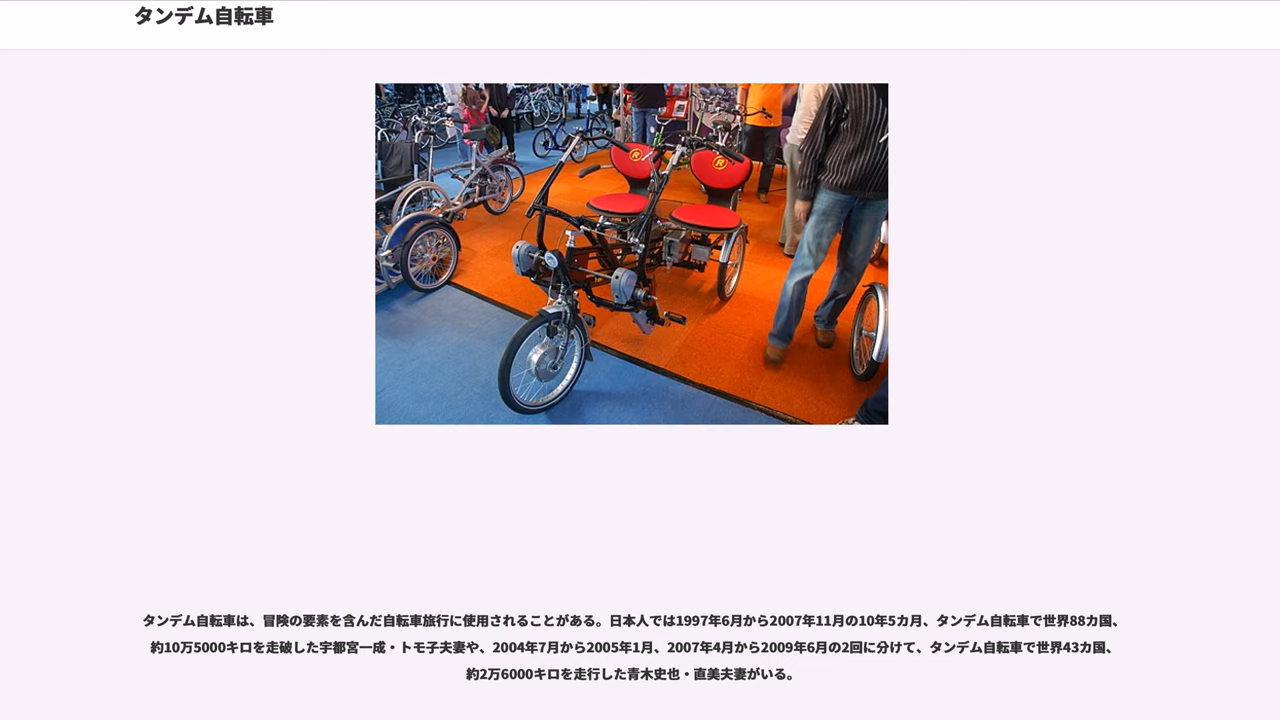 タンデム自転車
R
R
タンデム自転車は、冒険の要素を含んだ自転車旅行に使用されることがある。日本人では1997年6月から2007年11月の10年5カ月、タンデム自転車で世界88カ国、
約10万5000キロを走破した宇都宮一成・トモ子夫妻や、2004年7月から2005年1月、2007年4月から2009年6月の2回に分けて、タンデム自転車で世界43カ国、
約2万6000キロを走行した青木史也・直美夫妻がいる。